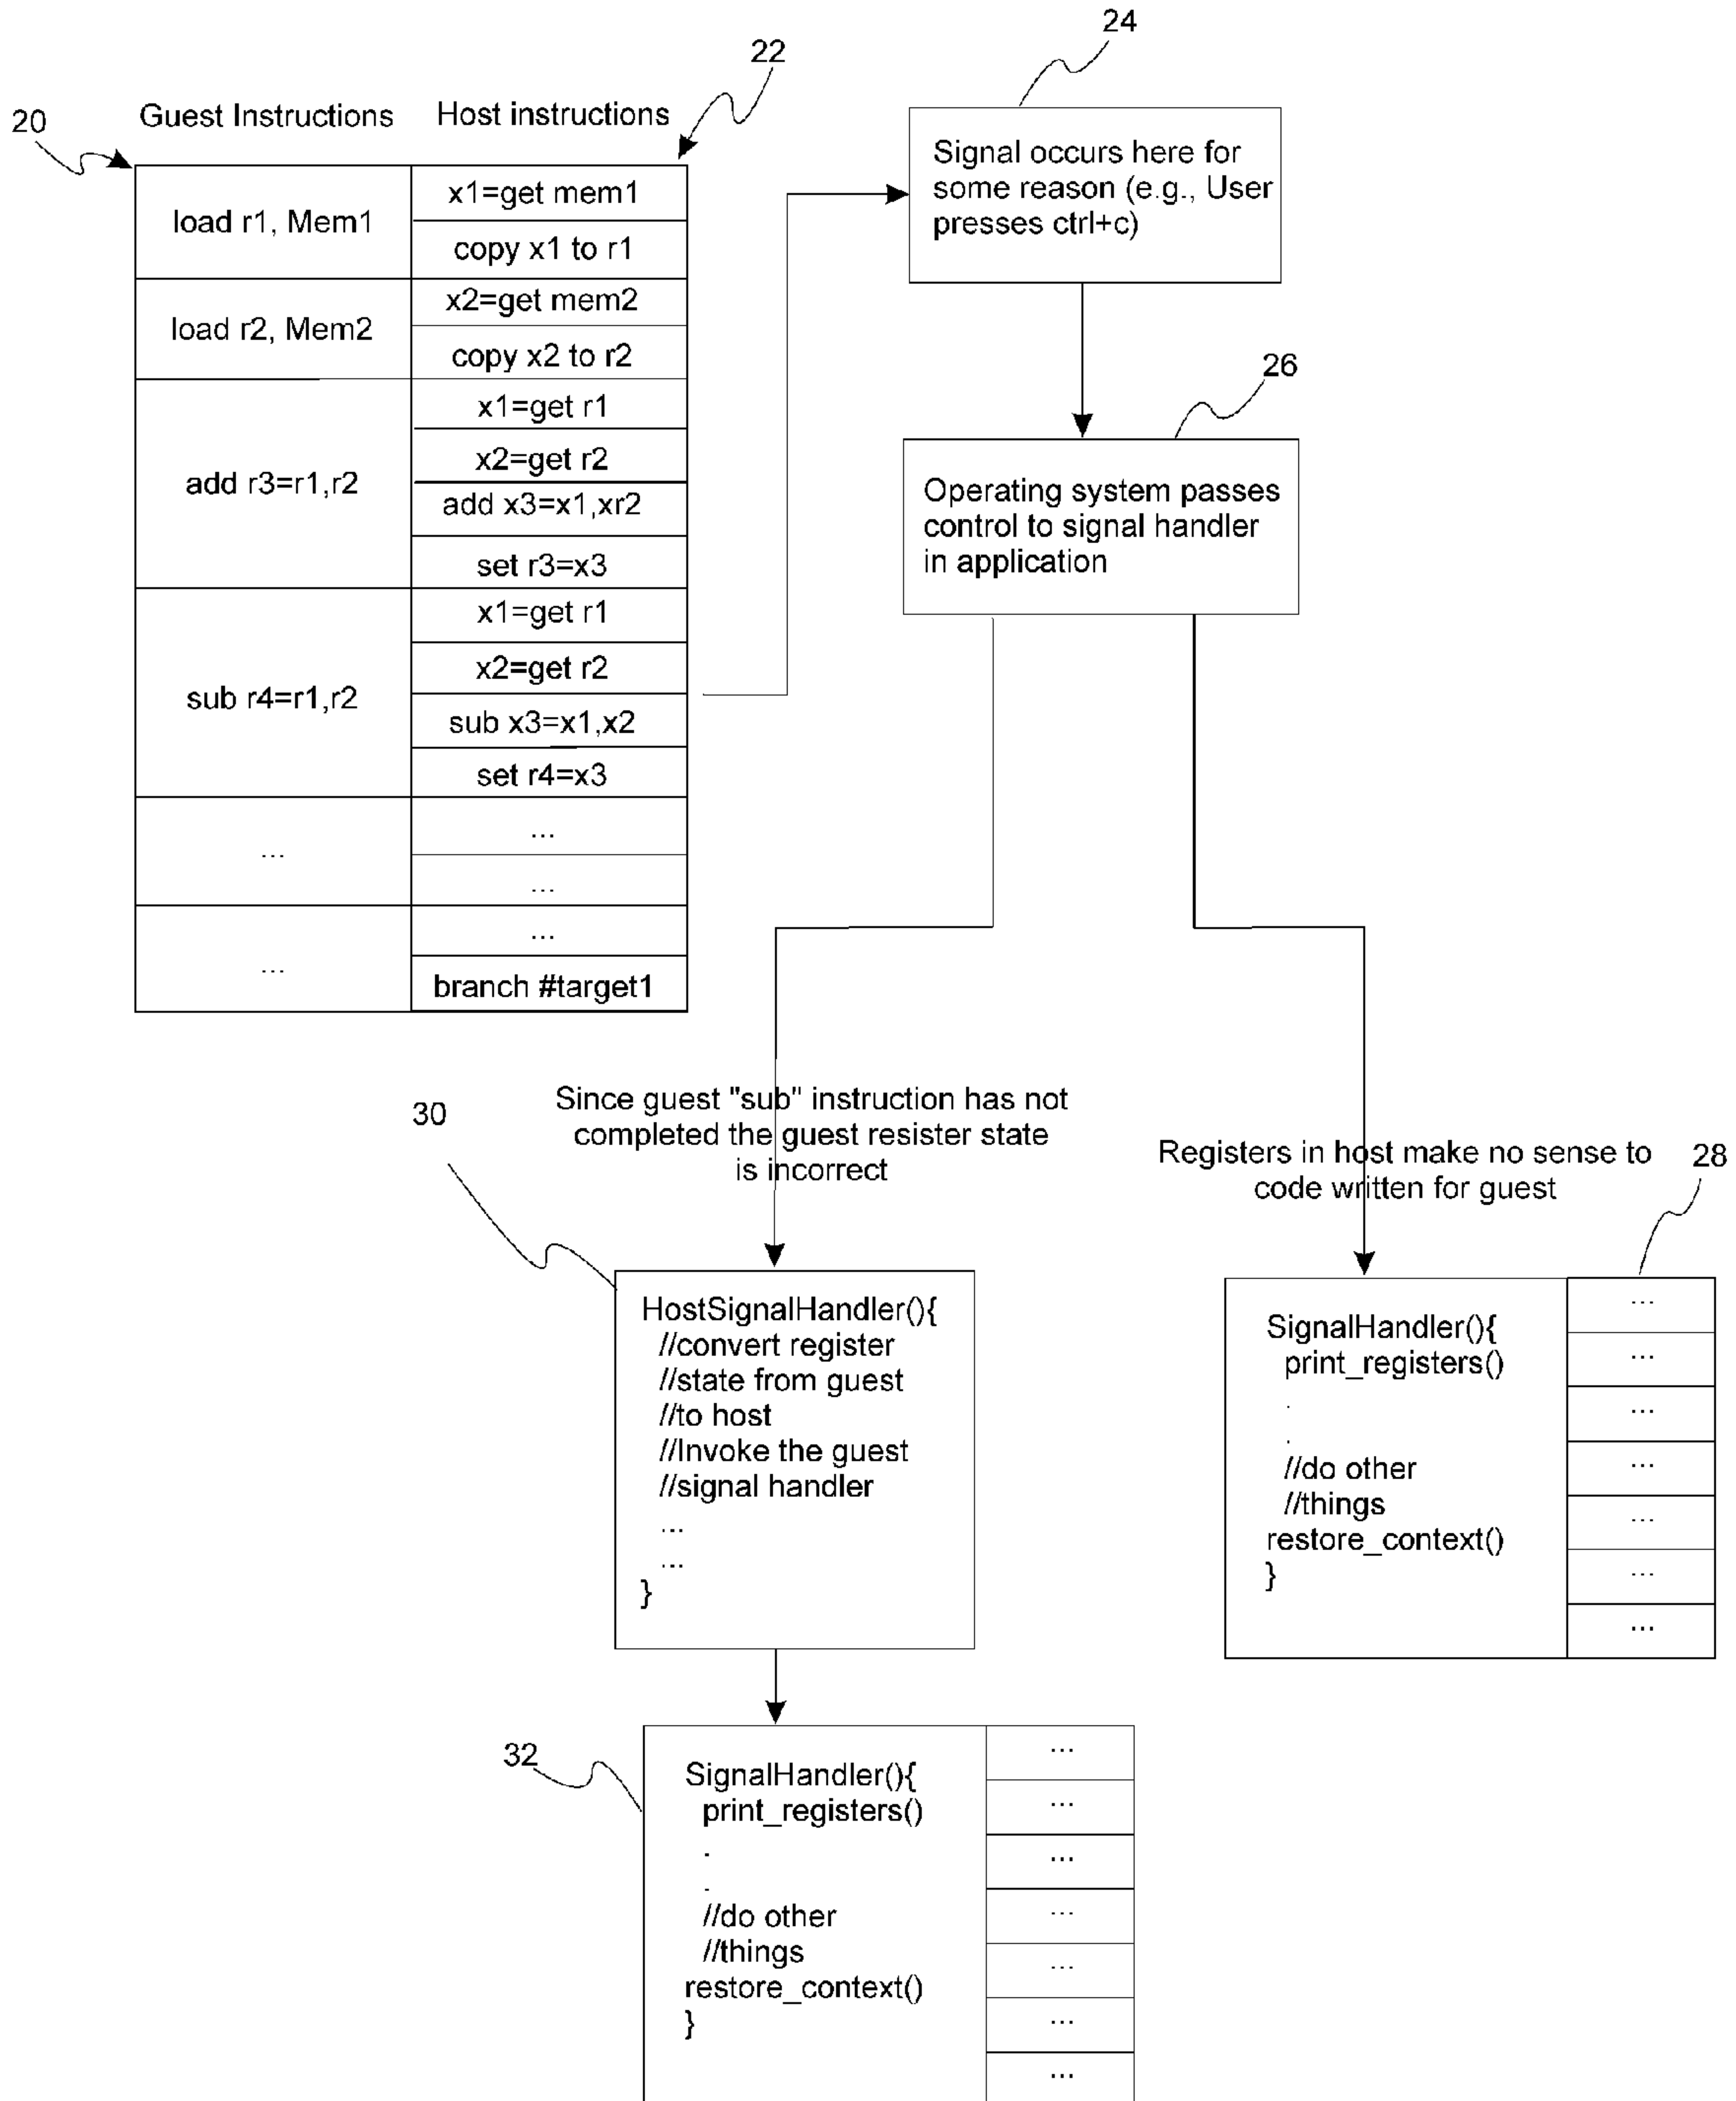 24
22
20
Guest Instructions
Host instructions
load r1, Mem1
x1=get mem1
copy x1 to r1
load r2, Mem2
x2=get mem2
copy x2 to r2
add r3=r1,r2
x1=get r1
x2=get r2
add x3=x1,xr2
set r3=x3
sub r4=r1,r2
x1=get r1
x2=get r2
sub x3=x1,x2
set r4=x3
...
...
...
...
...
branch #target1
Signal occurs here for
some reason (e.g., User
presses ctrl+c)
26
Operating system passes
control to signal handler
in application
30
Since guest "sub" instruction has not
completed the guest resister state
is incorrect
Registers in host make no sense to
code written for guest
28
HostSignalHandler(){
//convert register
//state from guest
//to host
//Invoke the guest
//signal handler
...
...
}
SignalHandler(){
print_registers()
.
.
//do other
//things
restore_context()
}
...
...
...
...
...
...
...
32
SignalHandler(){
print_registers()
.
.
//do other
//things
restore_context()
}
...
...
...
...
...
...
...